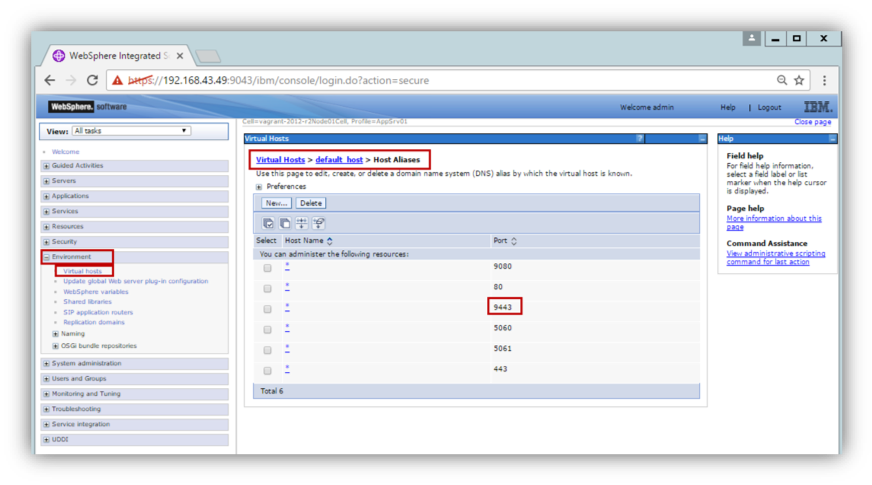 WebSphere Integrated S
https://192.168.43.49:9043/ibm/console/login.do?action=secure
WebSphere. software
Welcome admin
Help | Logout
IBM.
View: All tasks
Cell=vagrant-2012-r2Node01Cell, Profile=AppSrv01
Close page
Welcome
Guided Activities
Servers
Applications
Services
Resources
Security
Environment
Virtual hosts
Update global Web server plug-in configuration
WebSphere variables
Shared libraries
SIP application routers
Replication domains
Naming
OSGi bundle repositories
System administration
Users and Groups
Monitoring and Tuning
Troubleshooting
Service integration
UDDI
Virtual Hosts
Virtual Hosts > default_host > Host Aliases
Use this page to edit, create, or delete a domain name system (DNS) alias by which the virtual host is known.
Preferences
New... Delete
Select Host Name Port
You can administer the following resources:
* 9080
* 80
* 9443
* 5060
* 5061
* 443
Total 6
Help
Field help
For field help information,
select a field label or list
marker when the help cursor
is displayed.
Page help
More information about this
page
Command Assistance
View administrative scripting
command for last action